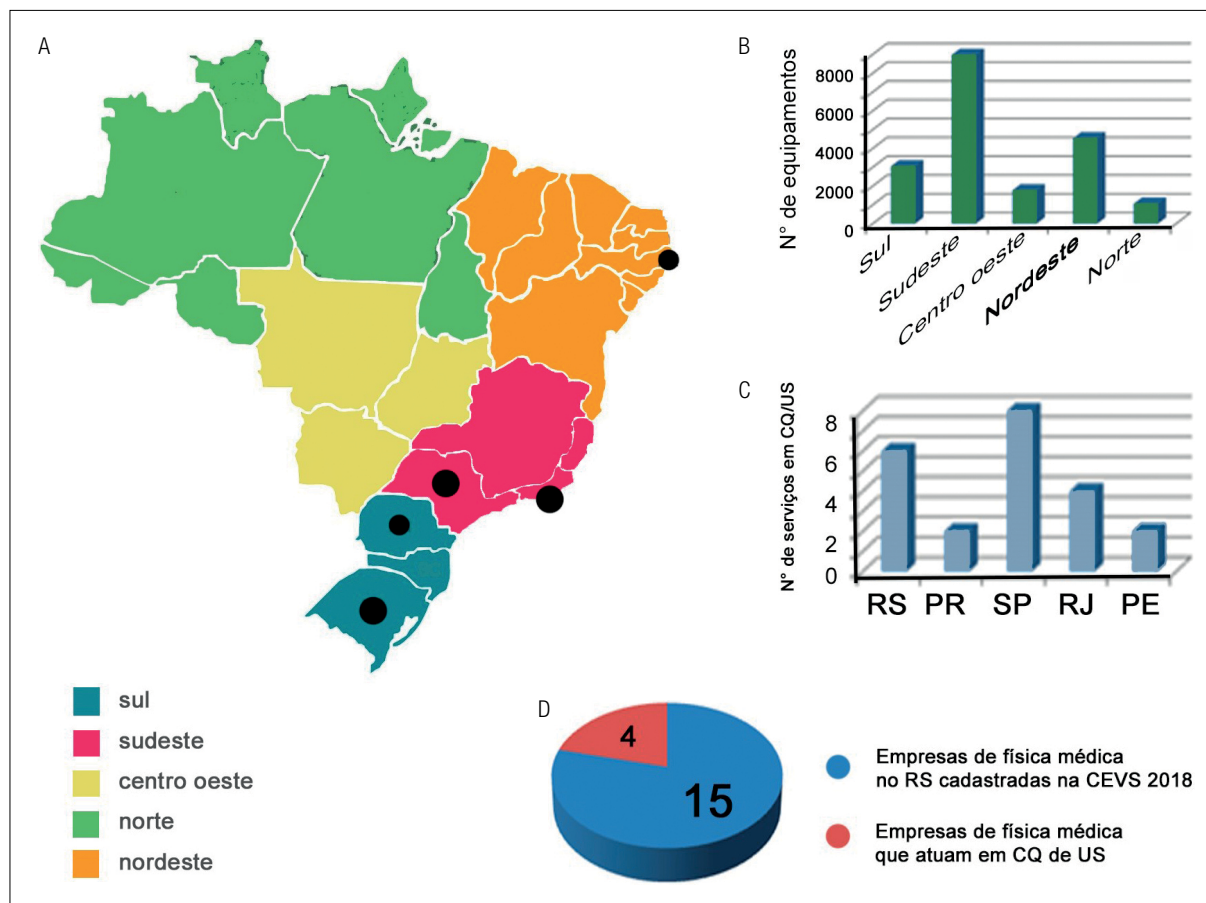 A
sul
sudeste
centro oeste
norte
nordeste
B
N° de equipamentos
8000
6000
4000
2000
0
Sul
Sudeste
Centro oeste
Nordeste
Norte
C
N° de serviços em CQ/US
8
6
4
2
0
RS PR SP RJ PE
D
4
15
Empresas de física médica
no RS cadastradas na CEVS 2018
Empresas de física médica
que atuam em CQ de US